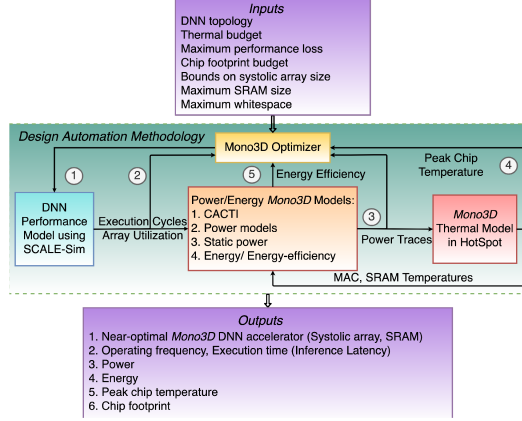 Inputs
DNN topology
Thermal budget
Maximum performance loss
Chip footprint budget
Bounds on systolic array size
Maximum SRAM size
Maximum whitespace
Design Automation Methodology
Mono3D Optimizer
1
2
5
Energy Efficiency
Peak Chip
Temperature
4
DNN
Performance
Model using
SCALE-Sim
Execution Cycles
Array Utilization
Power/Energy Mono3D Models:
1. CACTI
2. Power models
3. Static power
4. Energy/ Energy-efficiency
3
Power Traces
Mono3D
Thermal Model
in HotSpot
MAC, SRAM Temperatures
Outputs
1. Near-optimal Mono3D DNN accelerator (Systolic array, SRAM)
2. Operating frequency, Execution time (Inference Latency)
3. Power
4. Energy
5. Peak chip temperature
6. Chip footprint